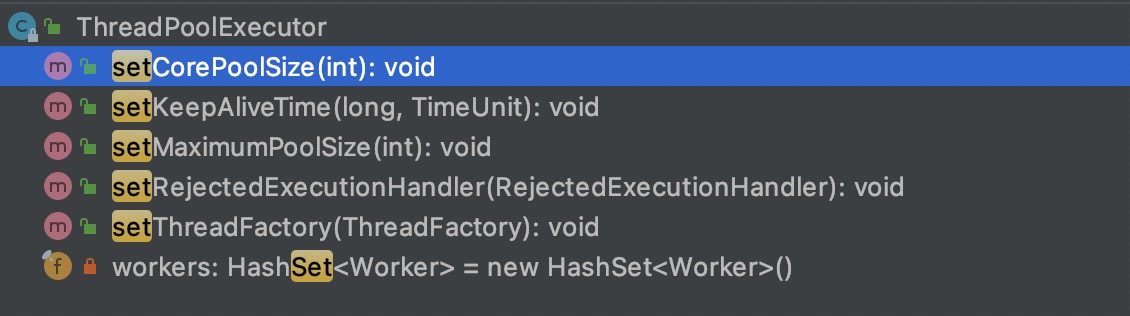 ThreadPoolExecutor
setCorePoolSize(int): void
setKeepAliveTime(long, TimeUnit): void
setMaximumPoolSize(int): void
setRejectedExecutionHandler(RejectedExecutionHandler): void
setThreadFactory(ThreadFactory): void
workers: HashSet<Worker> = new HashSet<Worker>()